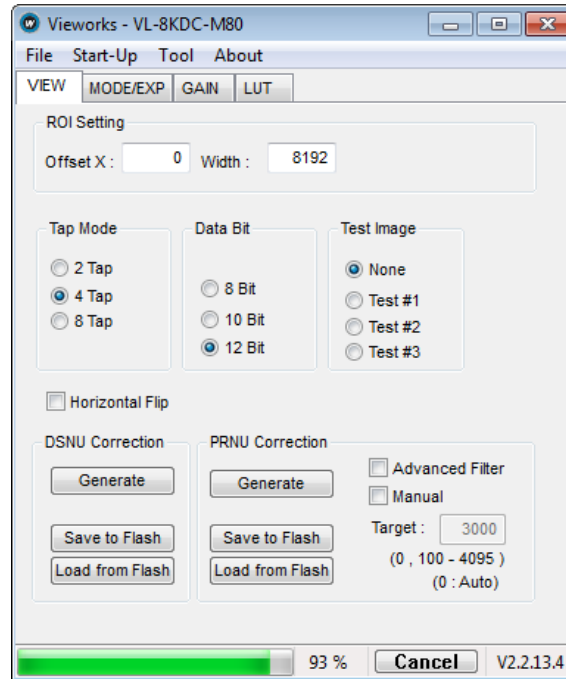 Vieworks - VL-8KDC-M80
File Start-Up Tool About
VIEW MODE/EXP GAIN LUT
ROI Setting
Offset X : 0 Width : 8192
Tap Mode
2 Tap
4 Tap
8 Tap
Data Bit
8 Bit
10 Bit
12 Bit
Test Image
None
Test #1
Test #2
Test #3
Horizontal Flip
DSNU Correction
Generate
Save to Flash
Load from Flash
PRNU Correction
Generate
Save to Flash
Load from Flash
Advanced Filter
Manual
Target : 3000
(0 , 100 - 4095 )
(0 : Auto)
93 % Cancel V2.2.13.4